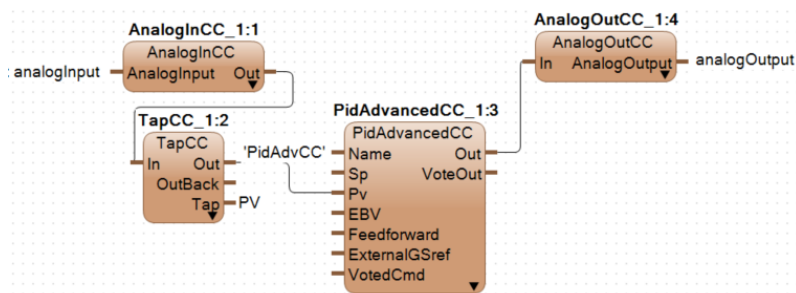 AnalogInCC_1:1
AnalogInCC
: analogInput AnalogInput Out
TapCC_1:2
TapCC
In Out
OutBack
Tap PV
PidAdvancedCC_1:3
PidAdvancedCC
'PidAdvCC' Name Out
Sp VoteOut
Pv
EBV
Feedforward
ExternalGSref
VotedCmd
AnalogOutCC_1:4
AnalogOutCC
In AnalogOutput analogOutput